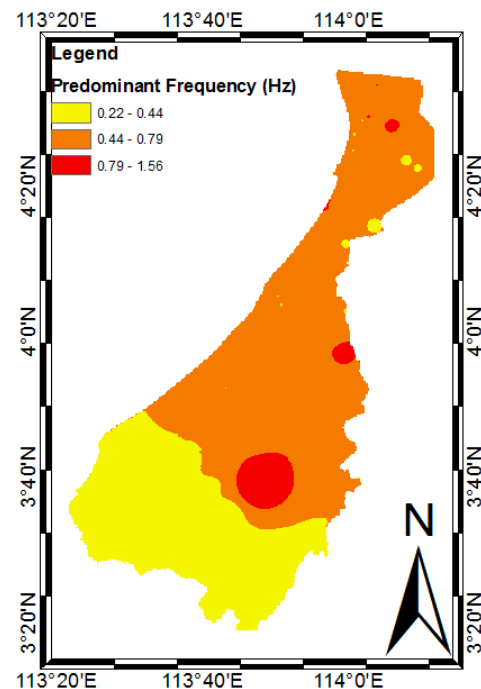 113°20'E 113°40'E 114°0'E
Legend
Predominant Frequency (Hz)
0.22 - 0.44
0.44 - 0.79
0.79 - 1.56
4°20'N 4°20'N
4°0'N 4°0'N
3°40'N 3°40'N
N
3°20'N 3°20'N
113°20'E 113°40'E 114°0'E